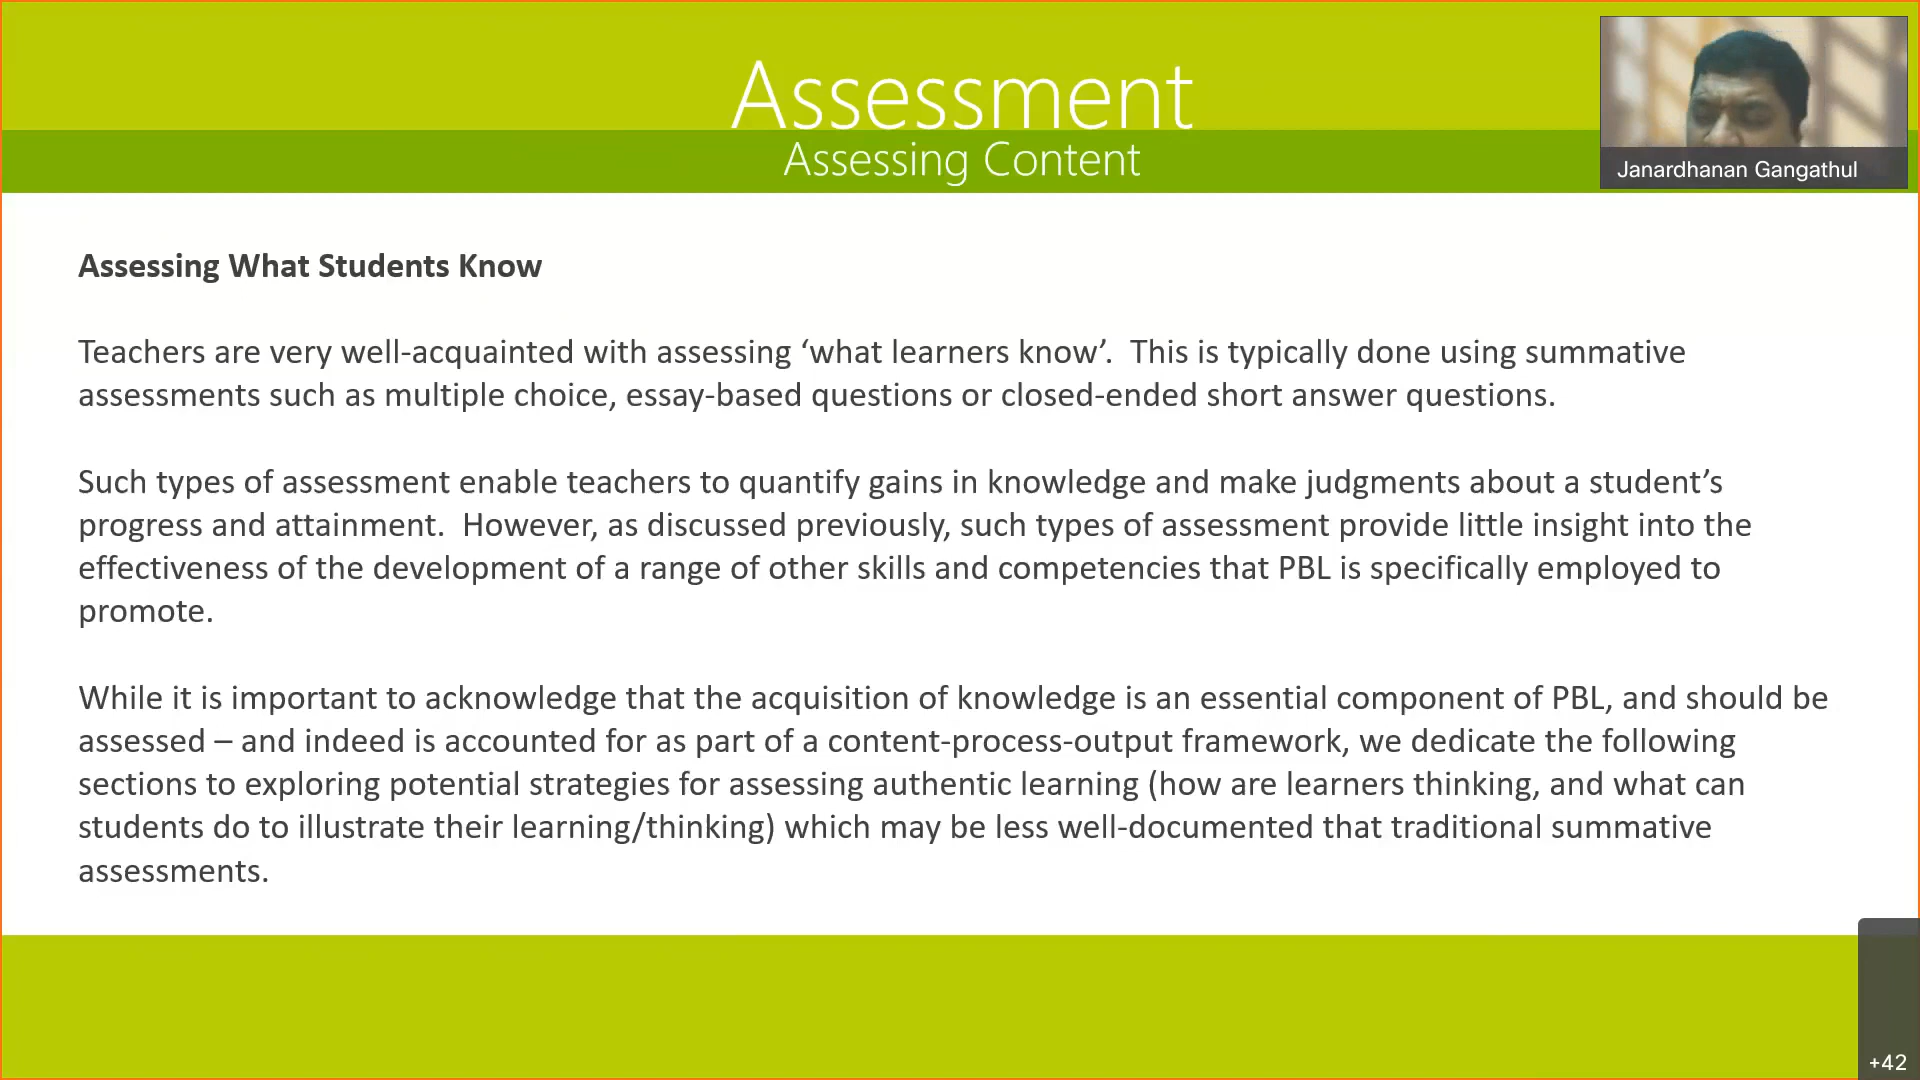 Assessment
Assessing Content
Janardhanan Gangathul
Assessing What Students Know
Teachers are very well-acquainted with assessing ‘what learners know’.  This is typically done using summative
assessments such as multiple choice, essay-based questions or closed-ended short answer questions.
Such types of assessment enable teachers to quantify gains in knowledge and make judgments about a student’s
progress and attainment.  However, as discussed previously, such types of assessment provide little insight into the
effectiveness of the development of a range of other skills and competencies that PBL is specifically employed to
promote.
While it is important to acknowledge that the acquisition of knowledge is an essential component of PBL, and should be
assessed – and indeed is accounted for as part of a content-process-output framework, we dedicate the following
sections to exploring potential strategies for assessing authentic learning (how are learners thinking, and what can
students do to illustrate their learning/thinking) which may be less well-documented that traditional summative
assessments.
+42